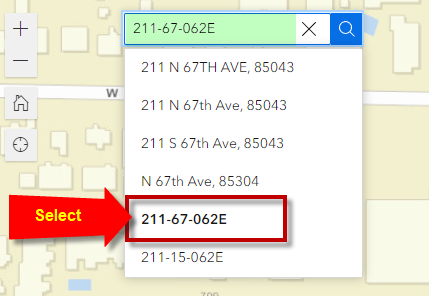 211-67-062E
211 N 67TH AVE, 85043
211 N 67th Ave, 85043
W
211 S 67th Ave, 85043
N 67th Ave, 85304
Select
211-67-062E
211-15-062E